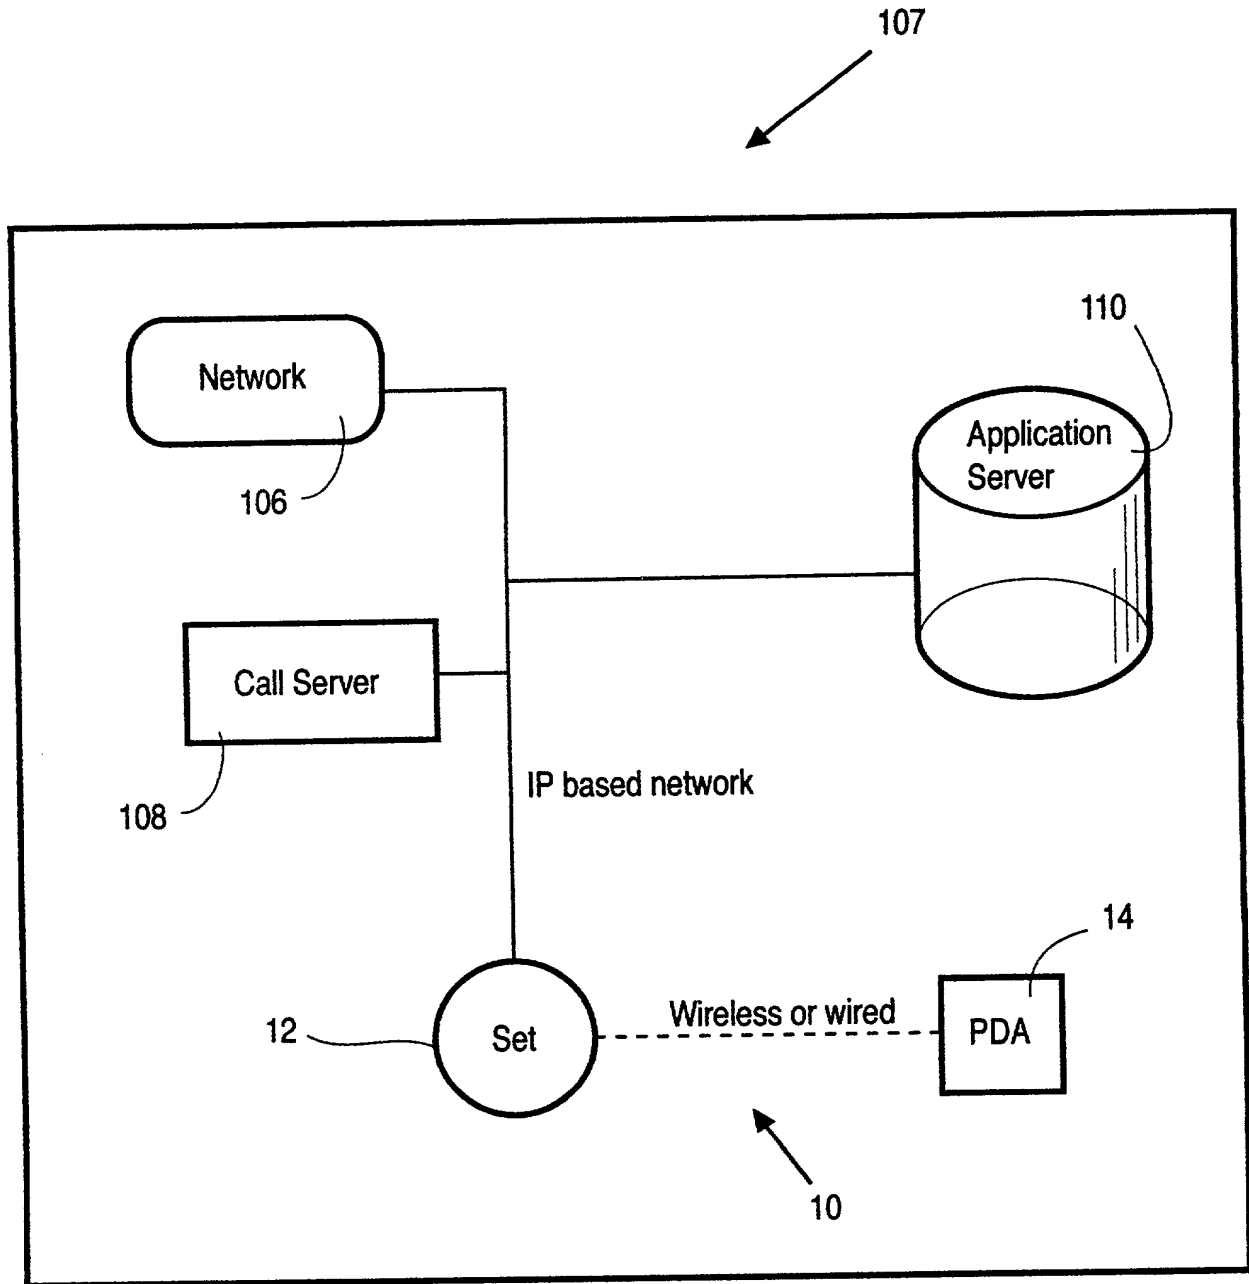 107
110
Network
Application
Server
106
Call Server
IP based network
108
14
Wireless or wired
12
Set
PDA
10